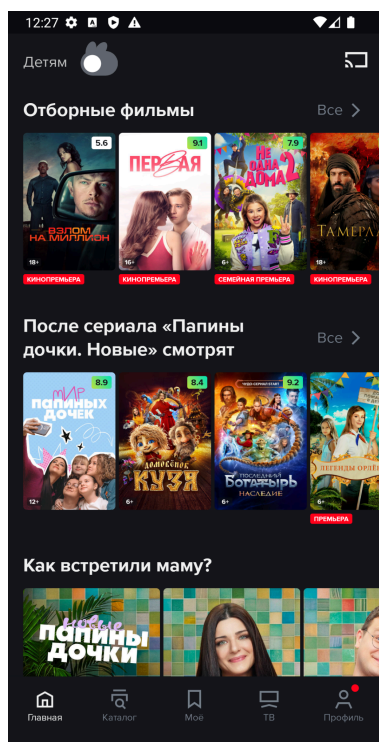 12:27
Детям
Отборные фильмы
Все
5.6
9.1
7.9
ВЗЛОМ
НА МИЛЛИОН
ПЕРВАЯ
НЕ
ОДНА
ДОМА 2
ТАМЕРЛ
18+
16+
6+
18+
КИНОПРЕМЬЕРА
КИНОПРЕМЬЕРА
СЕМЕЙНАЯ ПРЕМЬЕРА
КИНОПРЕМЬЕРА
После сериала «Папины
дочки. Новые» смотрят
Все
8.9
8.4
9.2
МИР
ПАПИНЫХ
ДОЧЕК
ДОМОВЁНОК
КУЗЯ
ПОСЛЕДНИЙ
БОГАТЫРЬ
НАСЛЕДИЕ
ЛЕГЕНДЫ ОРЛЁ
12+
6+
6+
6+
ПРЕМЬЕРА
Как встретили маму?
новые
папины
дочки
Главная
Каталог
Моё
ТВ
Профиль